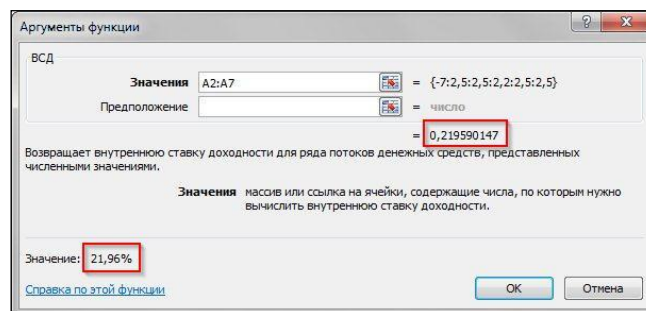 Аргументы функции
ВСД
Значения A2:A7 = {-7:2,5:2,5:2,2:2,5:2,5}
Предположение = число
= 0,219590147
Возвращает внутреннюю ставку доходности для ряда потоков денежных средств, представленных
численными значениями.
Значения массив или ссылка на ячейки, содержащие числа, по которым нужно
вычислить внутреннюю ставку доходности.
Значение: 21,96%
Справка по этой функции
ОК
Отмена